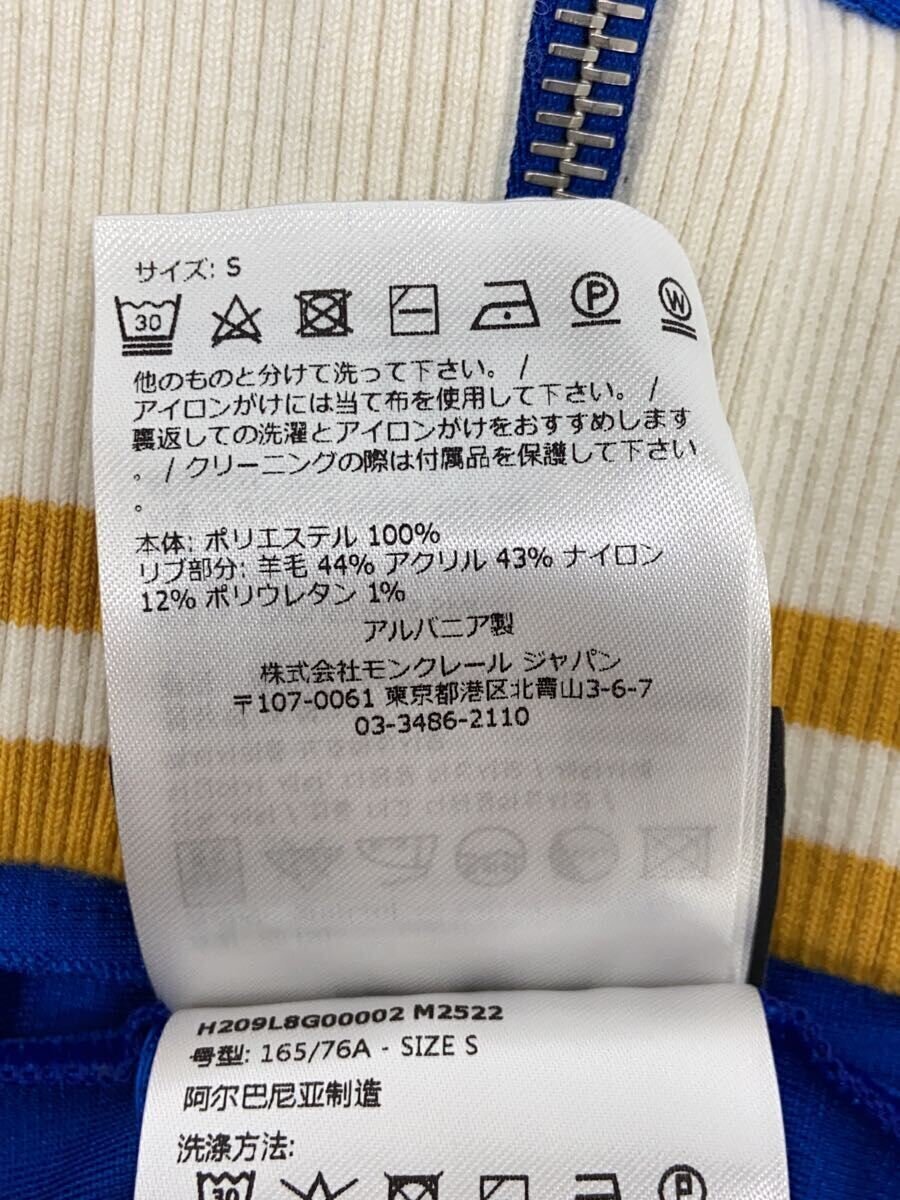 サイズ: S
30
P
W
他のものと分けて洗って下さい。 /
アイロンがけには当て布を使用して下さい。 /
裏返しての洗濯とアイロンがけをおすすめします
。 / クリーニングの際は付属品を保護して下さい
。
本体: ポリエステル 100%
リブ部分: 羊毛 44% アクリル 43% ナイロン
12% ポリウレタン 1%
アルバニア製
株式会社モンクレール ジャパン
〒107-0061 東京都港区北青山3-6-7
03-3486-2110
H209L8G00002 M2522
号型: 165/76A - SIZE S
阿尔巴尼亚制造
洗涤方法:
30
P